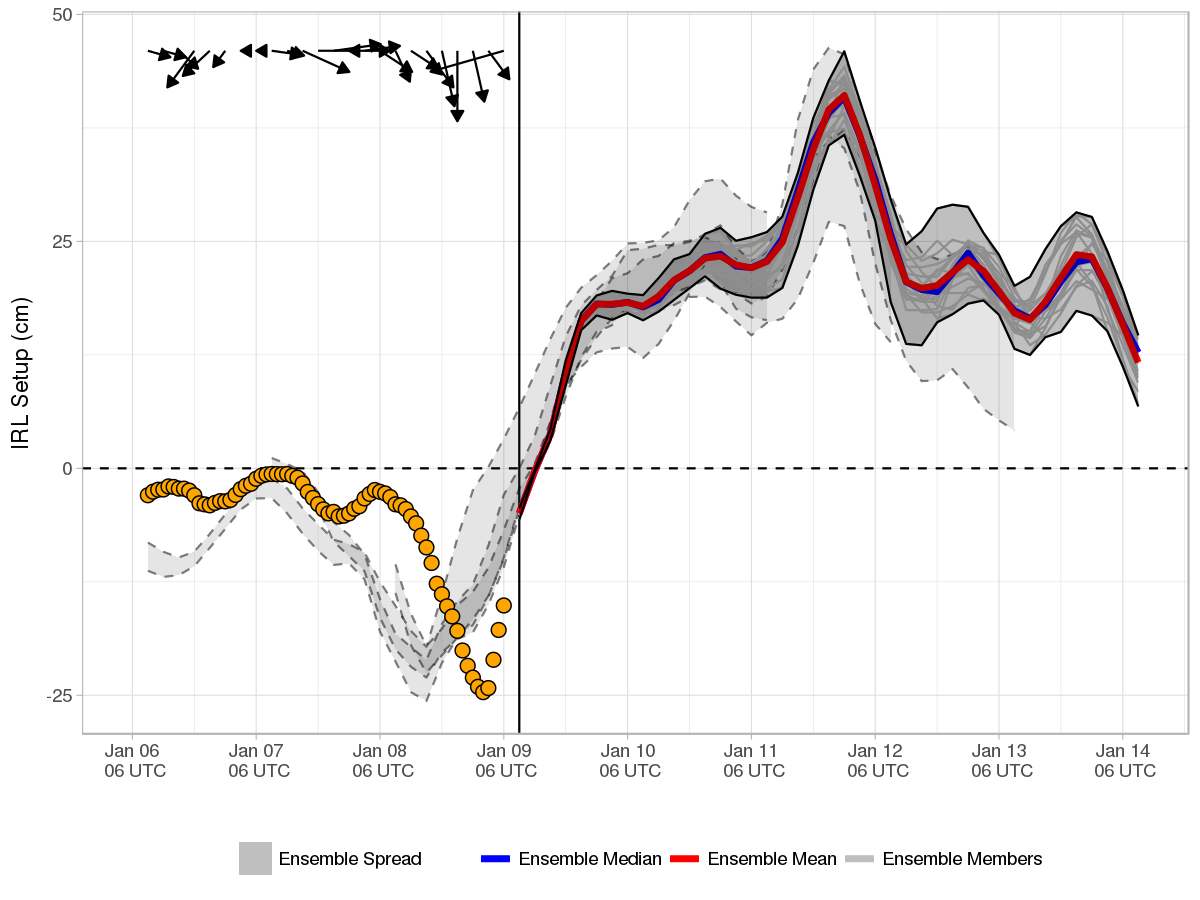 50
25
0
-25
IRL Setup (cm)
Jan 06 Jan 07 Jan 08 Jan 09 Jan 10 Jan 11 Jan 12 Jan 13 Jan 14
06 UTC 06 UTC 06 UTC 06 UTC 06 UTC 06 UTC 06 UTC 06 UTC 06 UTC
Ensemble Spread Ensemble Median Ensemble Mean Ensemble Members